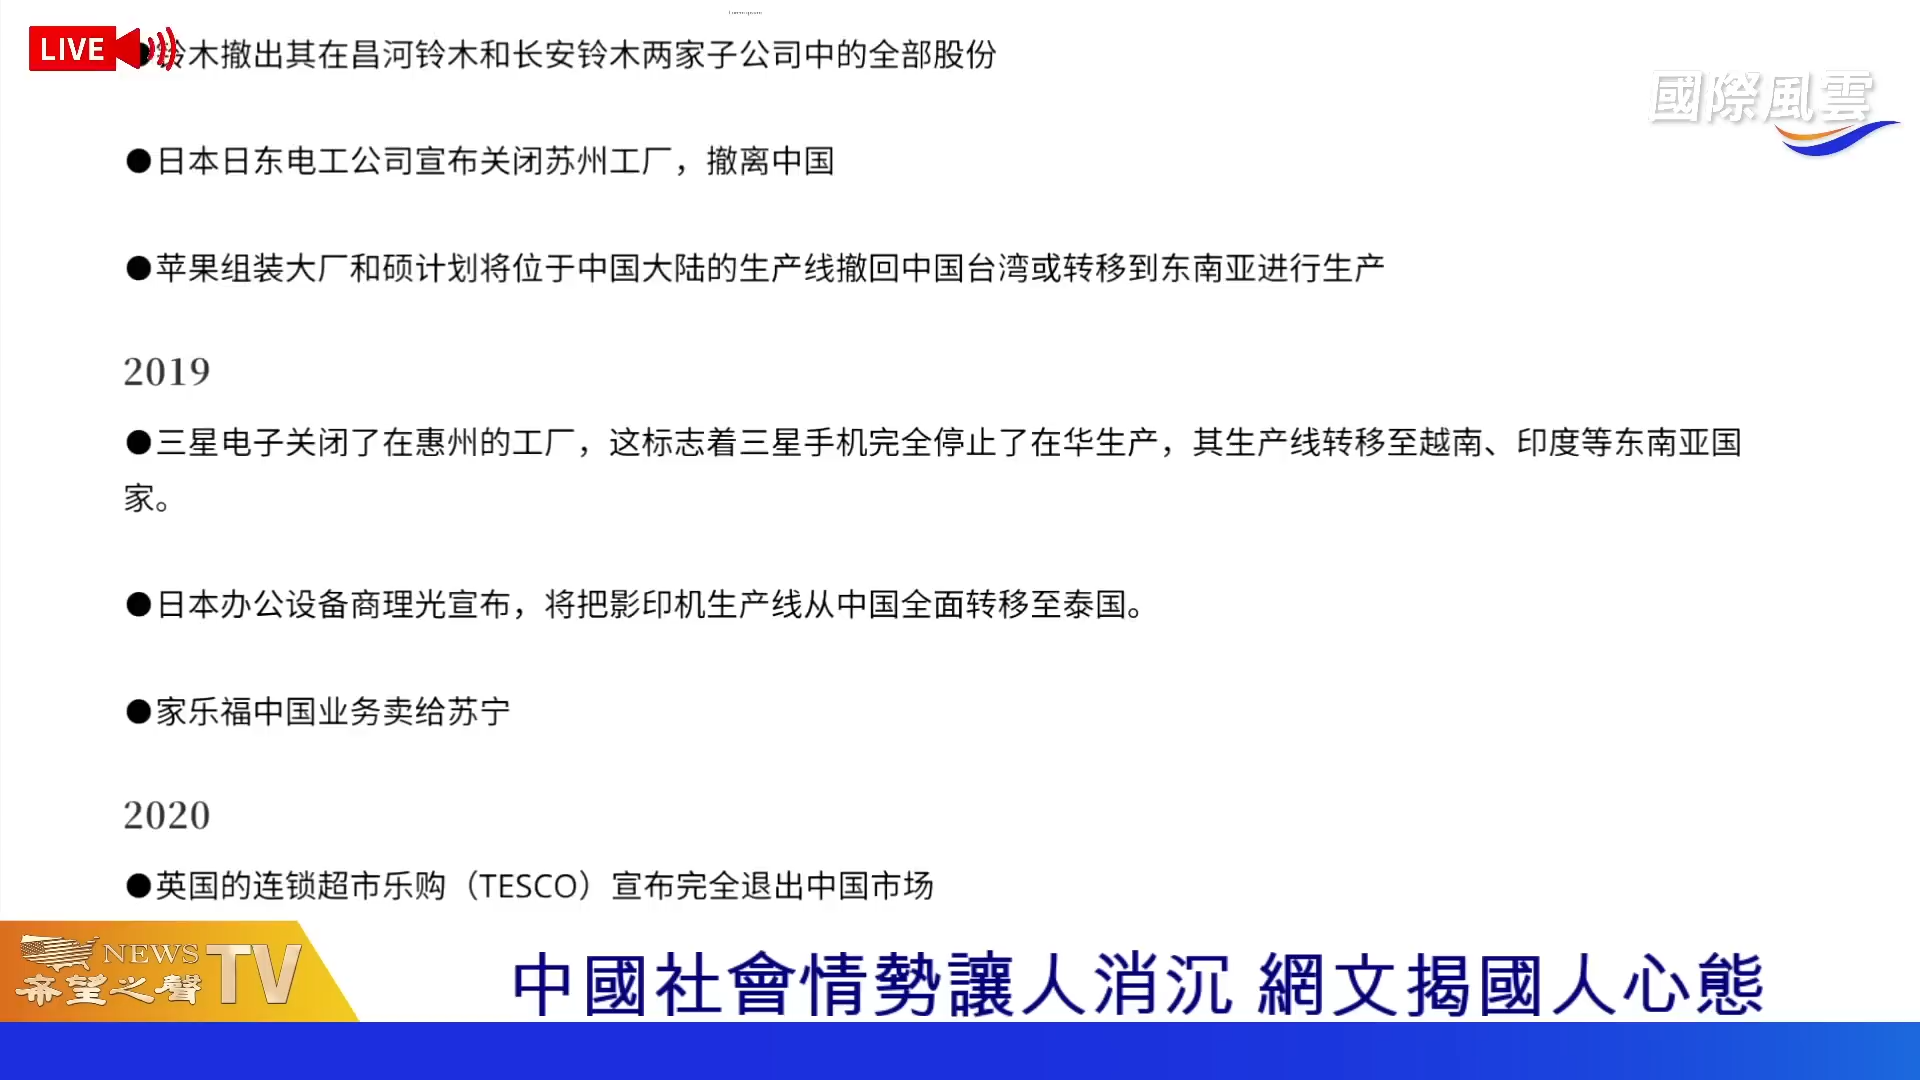 LIVE
铃木撤出其在昌河铃木和长安铃木两家子公司中的全部股份
國際風雲
●日本日东电工公司宣布关闭苏州工厂，撤离中国
●苹果组装大厂和硕计划将位于中国大陆的生产线撤回中国台湾或转移到东南亚进行生产
2019
●三星电子关闭了在惠州的工厂，这标志着三星手机完全停止了在华生产，其生产线转移至越南、印度等东南亚国
家。
●日本办公设备商理光宣布，将把影印机生产线从中国全面转移至泰国。
●家乐福中国业务卖给苏宁
2020
●英国的连锁超市乐购（TESCO）宣布完全退出中国市场
NEWS TV
希望之聲
中國社會情勢讓人消沉 網文揭國人心態